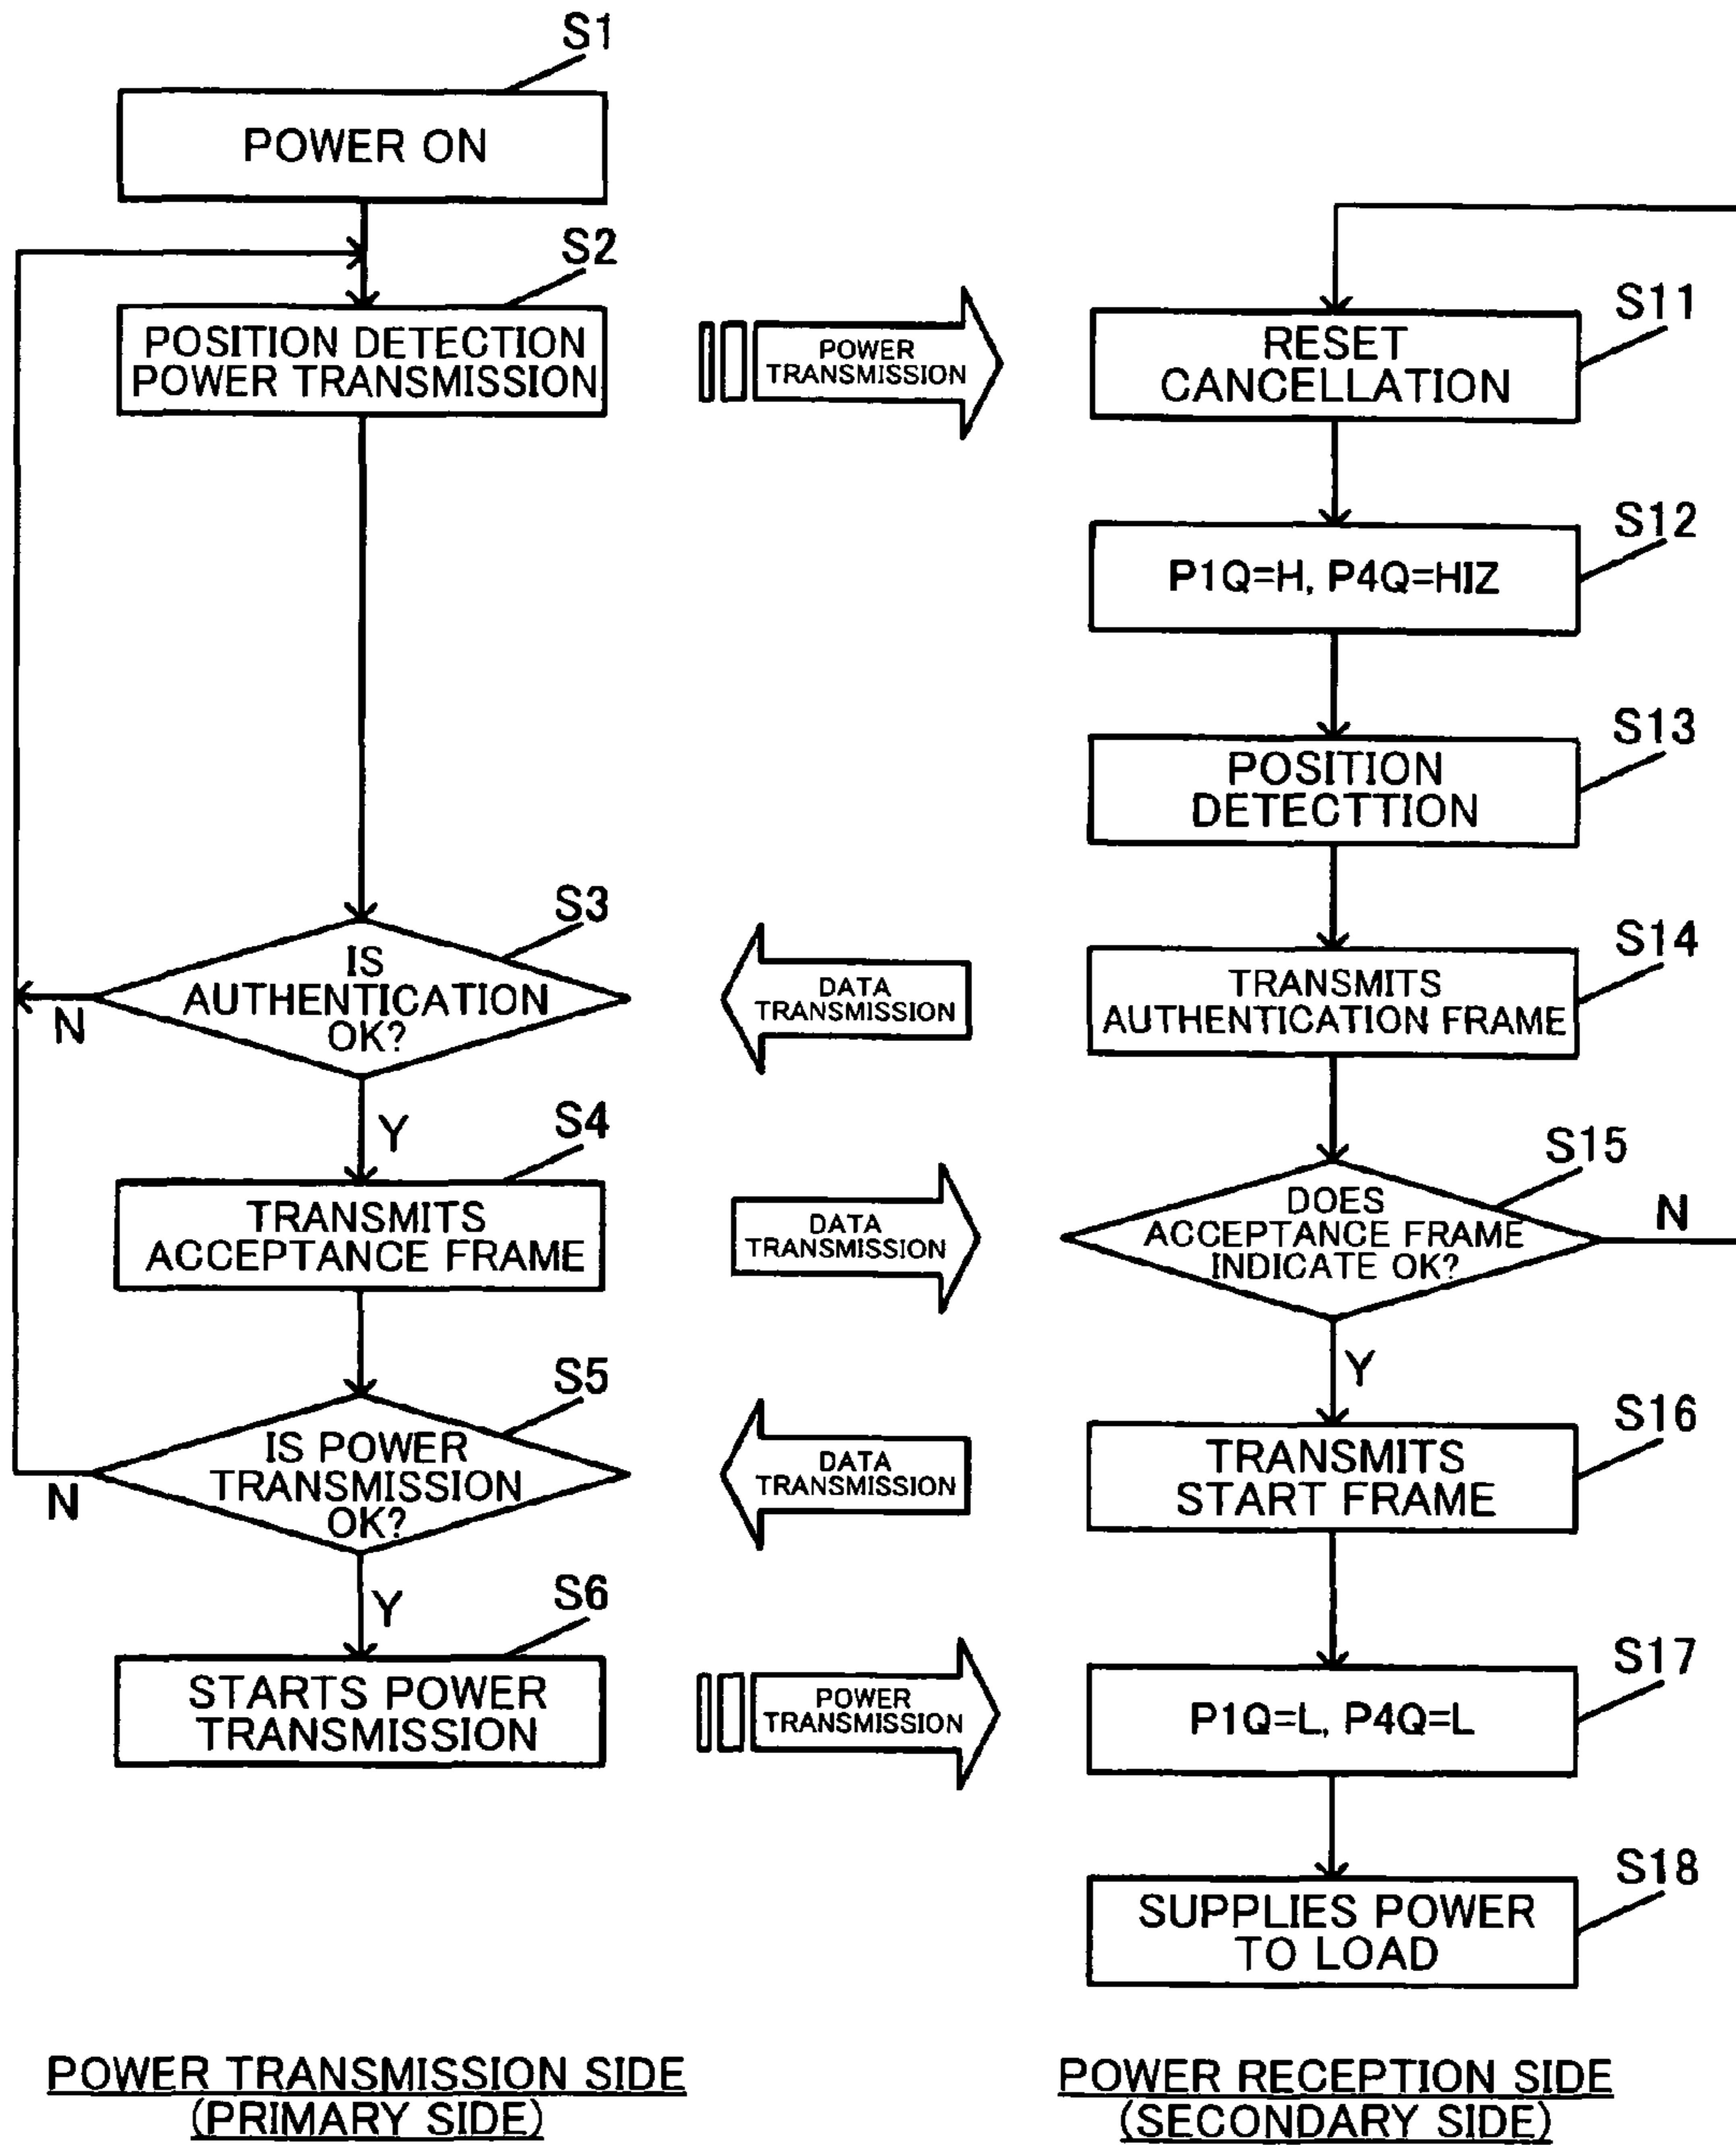 S1
POWER ON
S2
POSITION DETECTION
POWER TRANSMISSION
POWER
TRANSMISSION
S11
RESET
CANCELLATION
S12
P1Q=H, P4Q=HIZ
S13
POSITION
DETECTTION
S3
IS
AUTHENTICATION
OK?
N
Y
DATA
TRANSMISSION
S14
TRANSMITS
AUTHENTICATION FRAME
S4
TRANSMITS
ACCEPTANCE FRAME
DATA
TRANSMISSION
S15
DOES
ACCEPTANCE FRAME
INDICATE OK?
N
Y
S5
IS POWER
TRANSMISSION
OK?
N
Y
DATA
TRANSMISSION
S16
TRANSMITS
START FRAME
S6
STARTS POWER
TRANSMISSION
POWER
TRANSMISSION
S17
P1Q=L, P4Q=L
S18
SUPPLIES POWER
TO LOAD
POWER TRANSMISSION SIDE
(PRIMARY SIDE)
POWER RECEPTION SIDE
(SECONDARY SIDE)